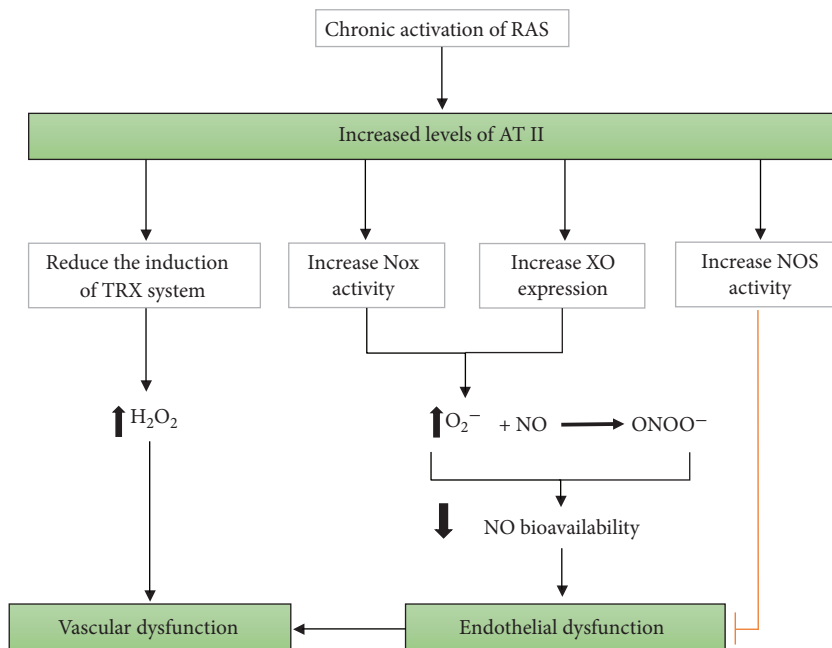 Chronic activation of RAS
Increased levels of AT II
Reduce the induction
of TRX system
Increase Nox
activity
Increase XO
expression
Increase NOS
activity
H₂O₂
O₂⁻ + NO ONOO⁻
NO bioavailability
Vascular dysfunction
Endothelial dysfunction